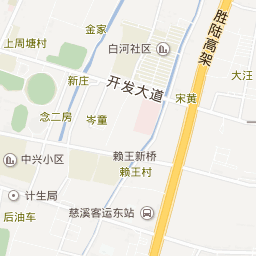 金家
胜陆高架
上周塘村
白河社区
大汪
新庄
开发大道
宋黄
念二房
岑童
中兴小区
赖王新桥
赖王村
计生局
后油车
慈溪客运东站